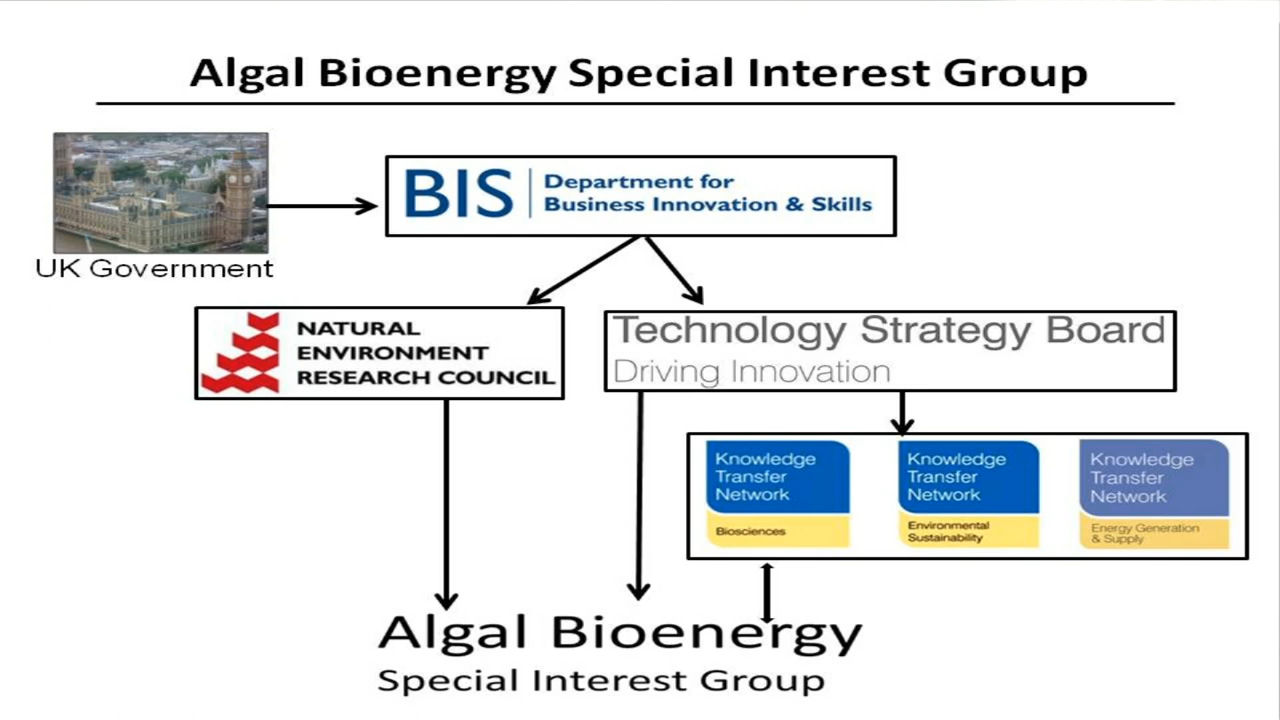 Algal Bioenergy Special Interest Group
BIS
Department for
Business Innovation & Skills
UK Government
NATURAL
ENVIRONMENT
RESEARCH COUNCIL
Technology Strategy Board
Driving Innovation
Knowledge
Transfer
Network
Biosciences
Knowledge
Transfer
Network
Environmental
Sustainability
Knowledge
Transfer
Network
Energy Generation
& Supply
Algal Bioenergy
Special Interest Group